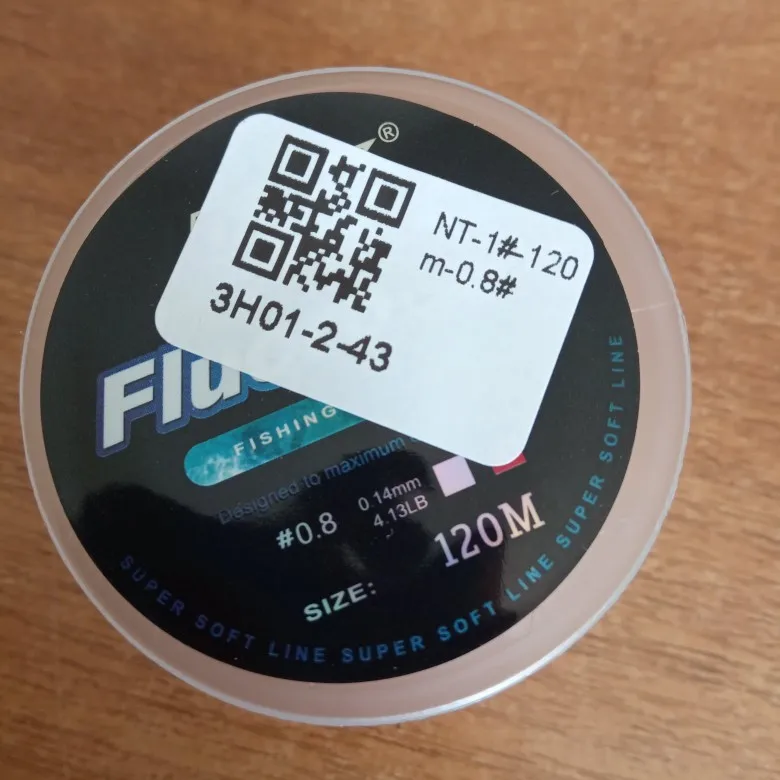 ®
NT-1#-120
m-0.8#
3H01-2-43
FISHING
Designed to maximum
#0.8
0.14mm
4.13LB
120M
SIZE:
SUPER SOFT LINE SUPER SOFT LINE SUPER SOFT LINE